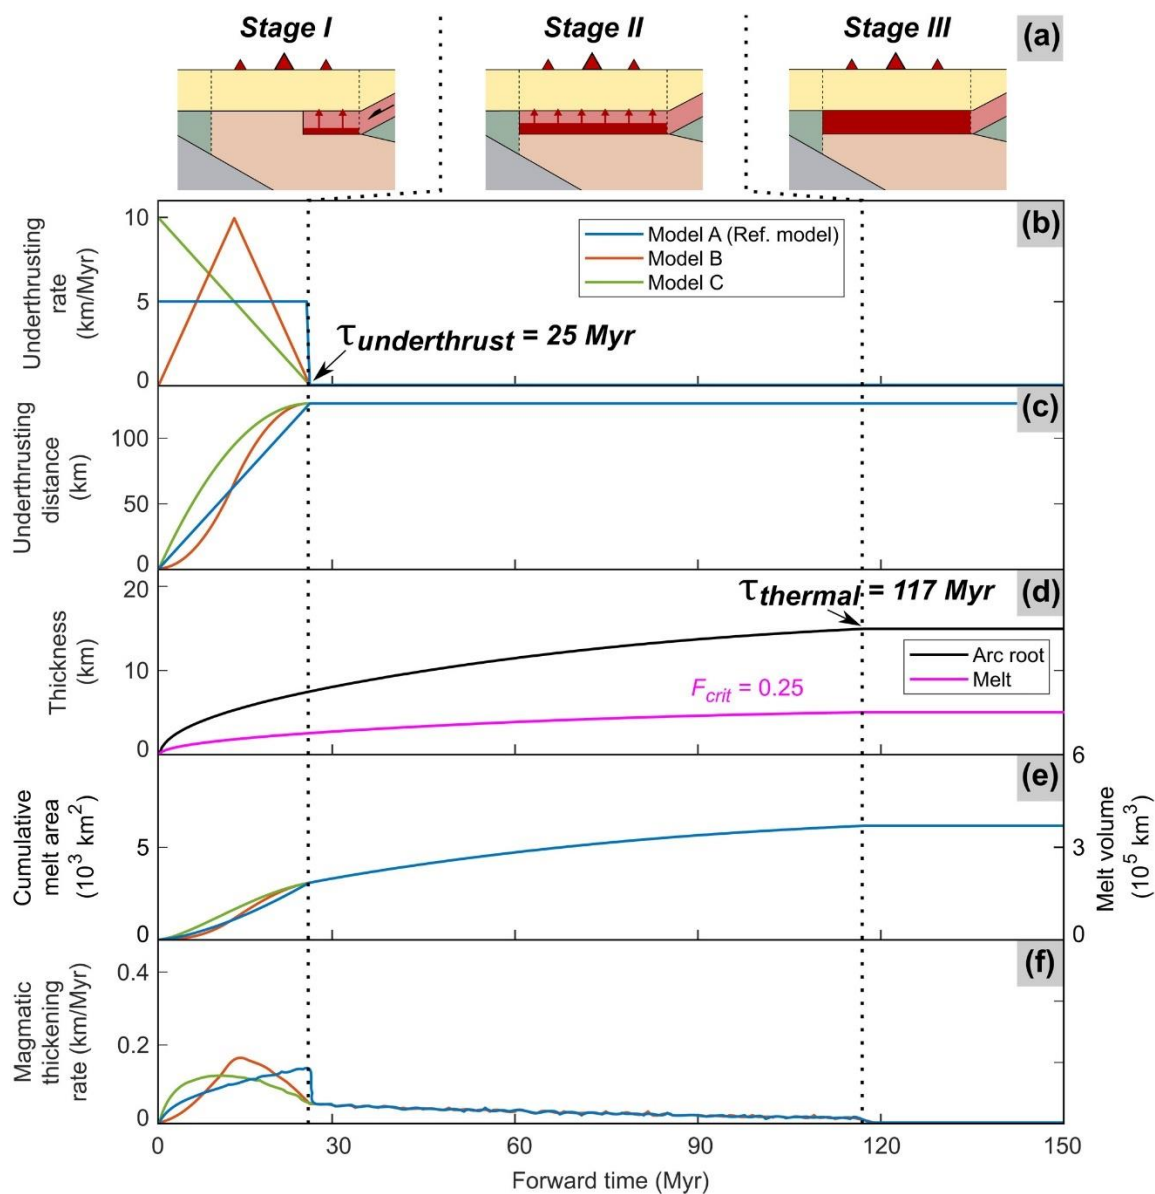 Stage I
Stage II
Stage III
(a)
Underthrusting
rate
(km/Myr)
10
5
0
Model A (Ref. model)
Model B
Model C
τunderthrust = 25 Myr
(b)
Underthrusting
distance
(km)
100
50
0
(c)
Thickness
(km)
20
10
0
τthermal = 117 Myr
(d)
Arc root
Melt
Fcrit = 0.25
Cumulative
melt area
(10³ km²)
5
0
(e)
6
3
0
Melt volume
(10⁵ km³)
Magmatic
thickening
rate (km/Myr)
0.4
0.2
0
(f)
0 30 60 90 120 150
Forward time (Myr)